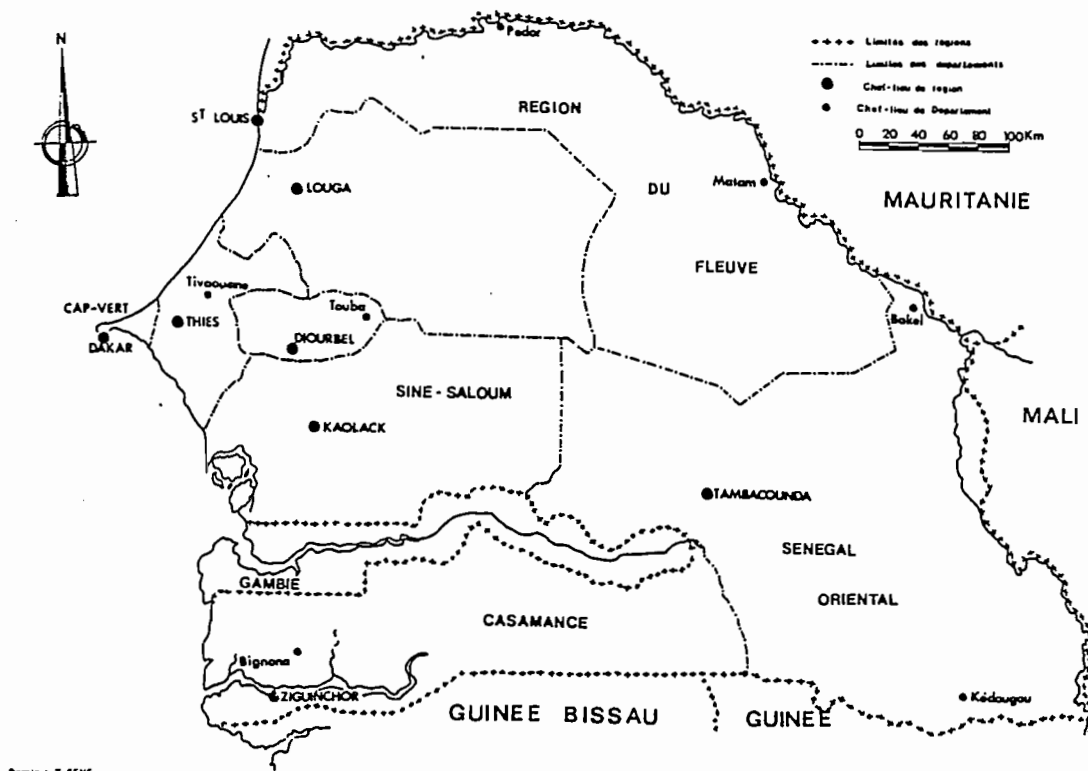 N
Podor
Limites des régions
Limites des départements
Chef-lieu de région
Chef-lieu de Département
0 20 40 60 80 100Km
REGION
ST LOUIS
LOUGA
DU
Matam
MAURITANIE
FLEUVE
Tivaouane
CAP-VERT
THIES
Touba
DAKAR
DIOURBEL
Bakel
SINE-SALOUM
MALI
KAOLACK
TAMBACOUNDA
SENEGAL
GAMBIE
ORIENTAL
CASAMANCE
Bignona
ZIGUINCHOR
Kédougou
GUINEE BISSAU
GUINEE